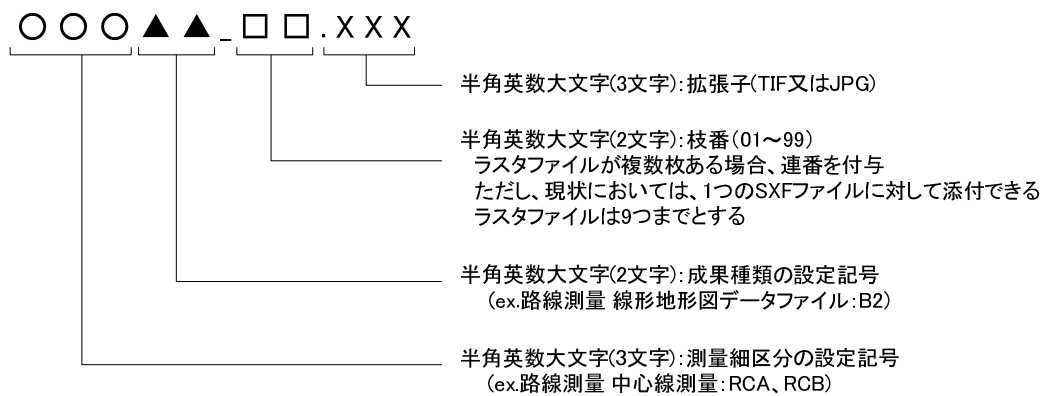 ○○○▲▲_□□.XXX
半角英数大文字(3文字):拡張子(TIF又はJPG)
半角英数大文字(2文字):枝番(01～99)
ラスタファイルが複数枚ある場合、連番を付与
ただし、現状においては、1つのSXFファイルに対して添付できる
ラスタファイルは9つまでとする
半角英数大文字(2文字):成果種類の設定記号
(ex.路線測量 線形地形図データファイル:B2)
半角英数大文字(3文字):測量細区分の設定記号
(ex.路線測量 中心線測量:RCA、RCB)